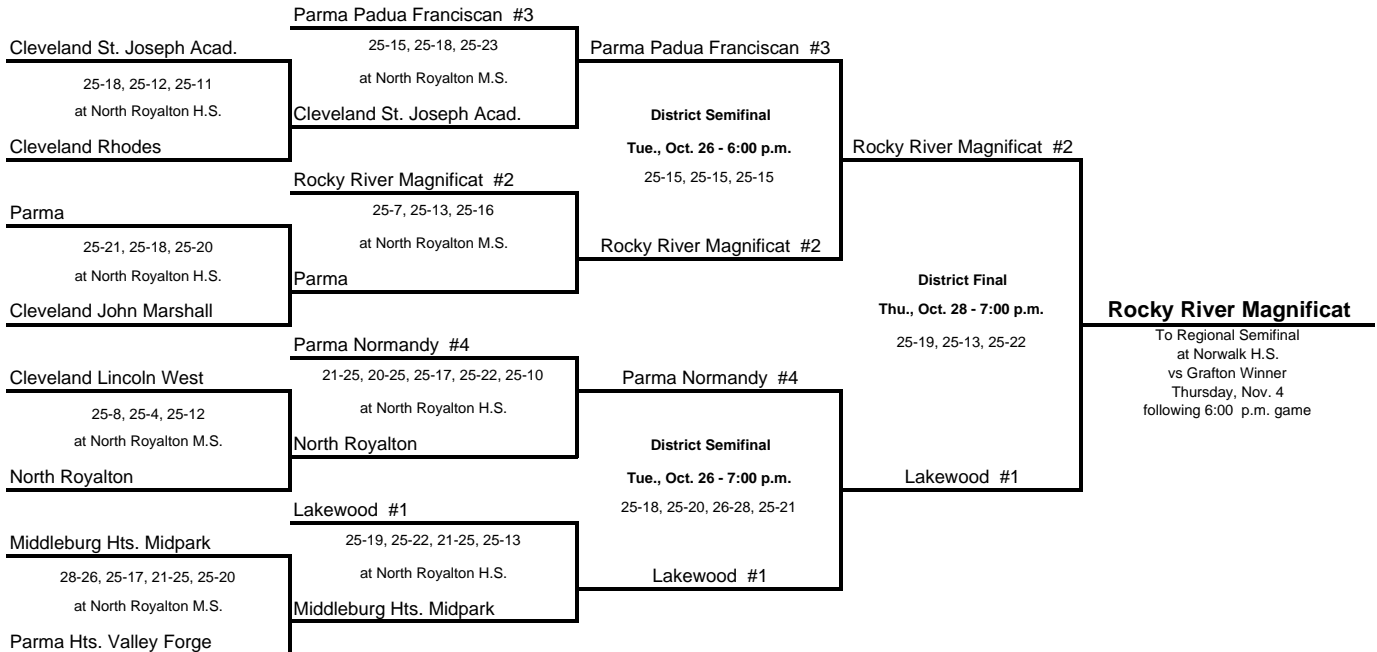 Parma Padua Franciscan #3
Cleveland St. Joseph Acad.
25-15, 25-18, 25-23
Parma Padua Franciscan #3
25-18, 25-12, 25-11
at North Royalton M.S.
at North Royalton H.S.
Cleveland St. Joseph Acad.
District Semifinal
Cleveland Rhodes
Tue., Oct. 26 - 6:00 p.m.
Rocky River Magnificat #2
Rocky River Magnificat #2
25-15, 25-15, 25-15
Parma
25-7, 25-13, 25-16
25-21, 25-18, 25-20
at North Royalton M.S.
Rocky River Magnificat #2
at North Royalton H.S.
Parma
District Final
Cleveland John Marshall
Thu., Oct. 28 - 7:00 p.m.
Rocky River Magnificat
Parma Normandy #4
25-19, 25-13, 25-22
To Regional Semifinal
at Norwalk H.S.
vs Grafton Winner
Thursday, Nov. 4
following 6:00 p.m. game
Cleveland Lincoln West
21-25, 20-25, 25-17, 25-22, 25-10
Parma Normandy #4
25-8, 25-4, 25-12
at North Royalton H.S.
at North Royalton M.S.
North Royalton
District Semifinal
North Royalton
Tue., Oct. 26 - 7:00 p.m.
Lakewood #1
Lakewood #1
25-18, 25-20, 26-28, 25-21
Middleburg Hts. Midpark
25-19, 25-22, 21-25, 25-13
28-26, 25-17, 21-25, 25-20
at North Royalton H.S.
Lakewood #1
at North Royalton M.S.
Middleburg Hts. Midpark
Parma Hts. Valley Forge